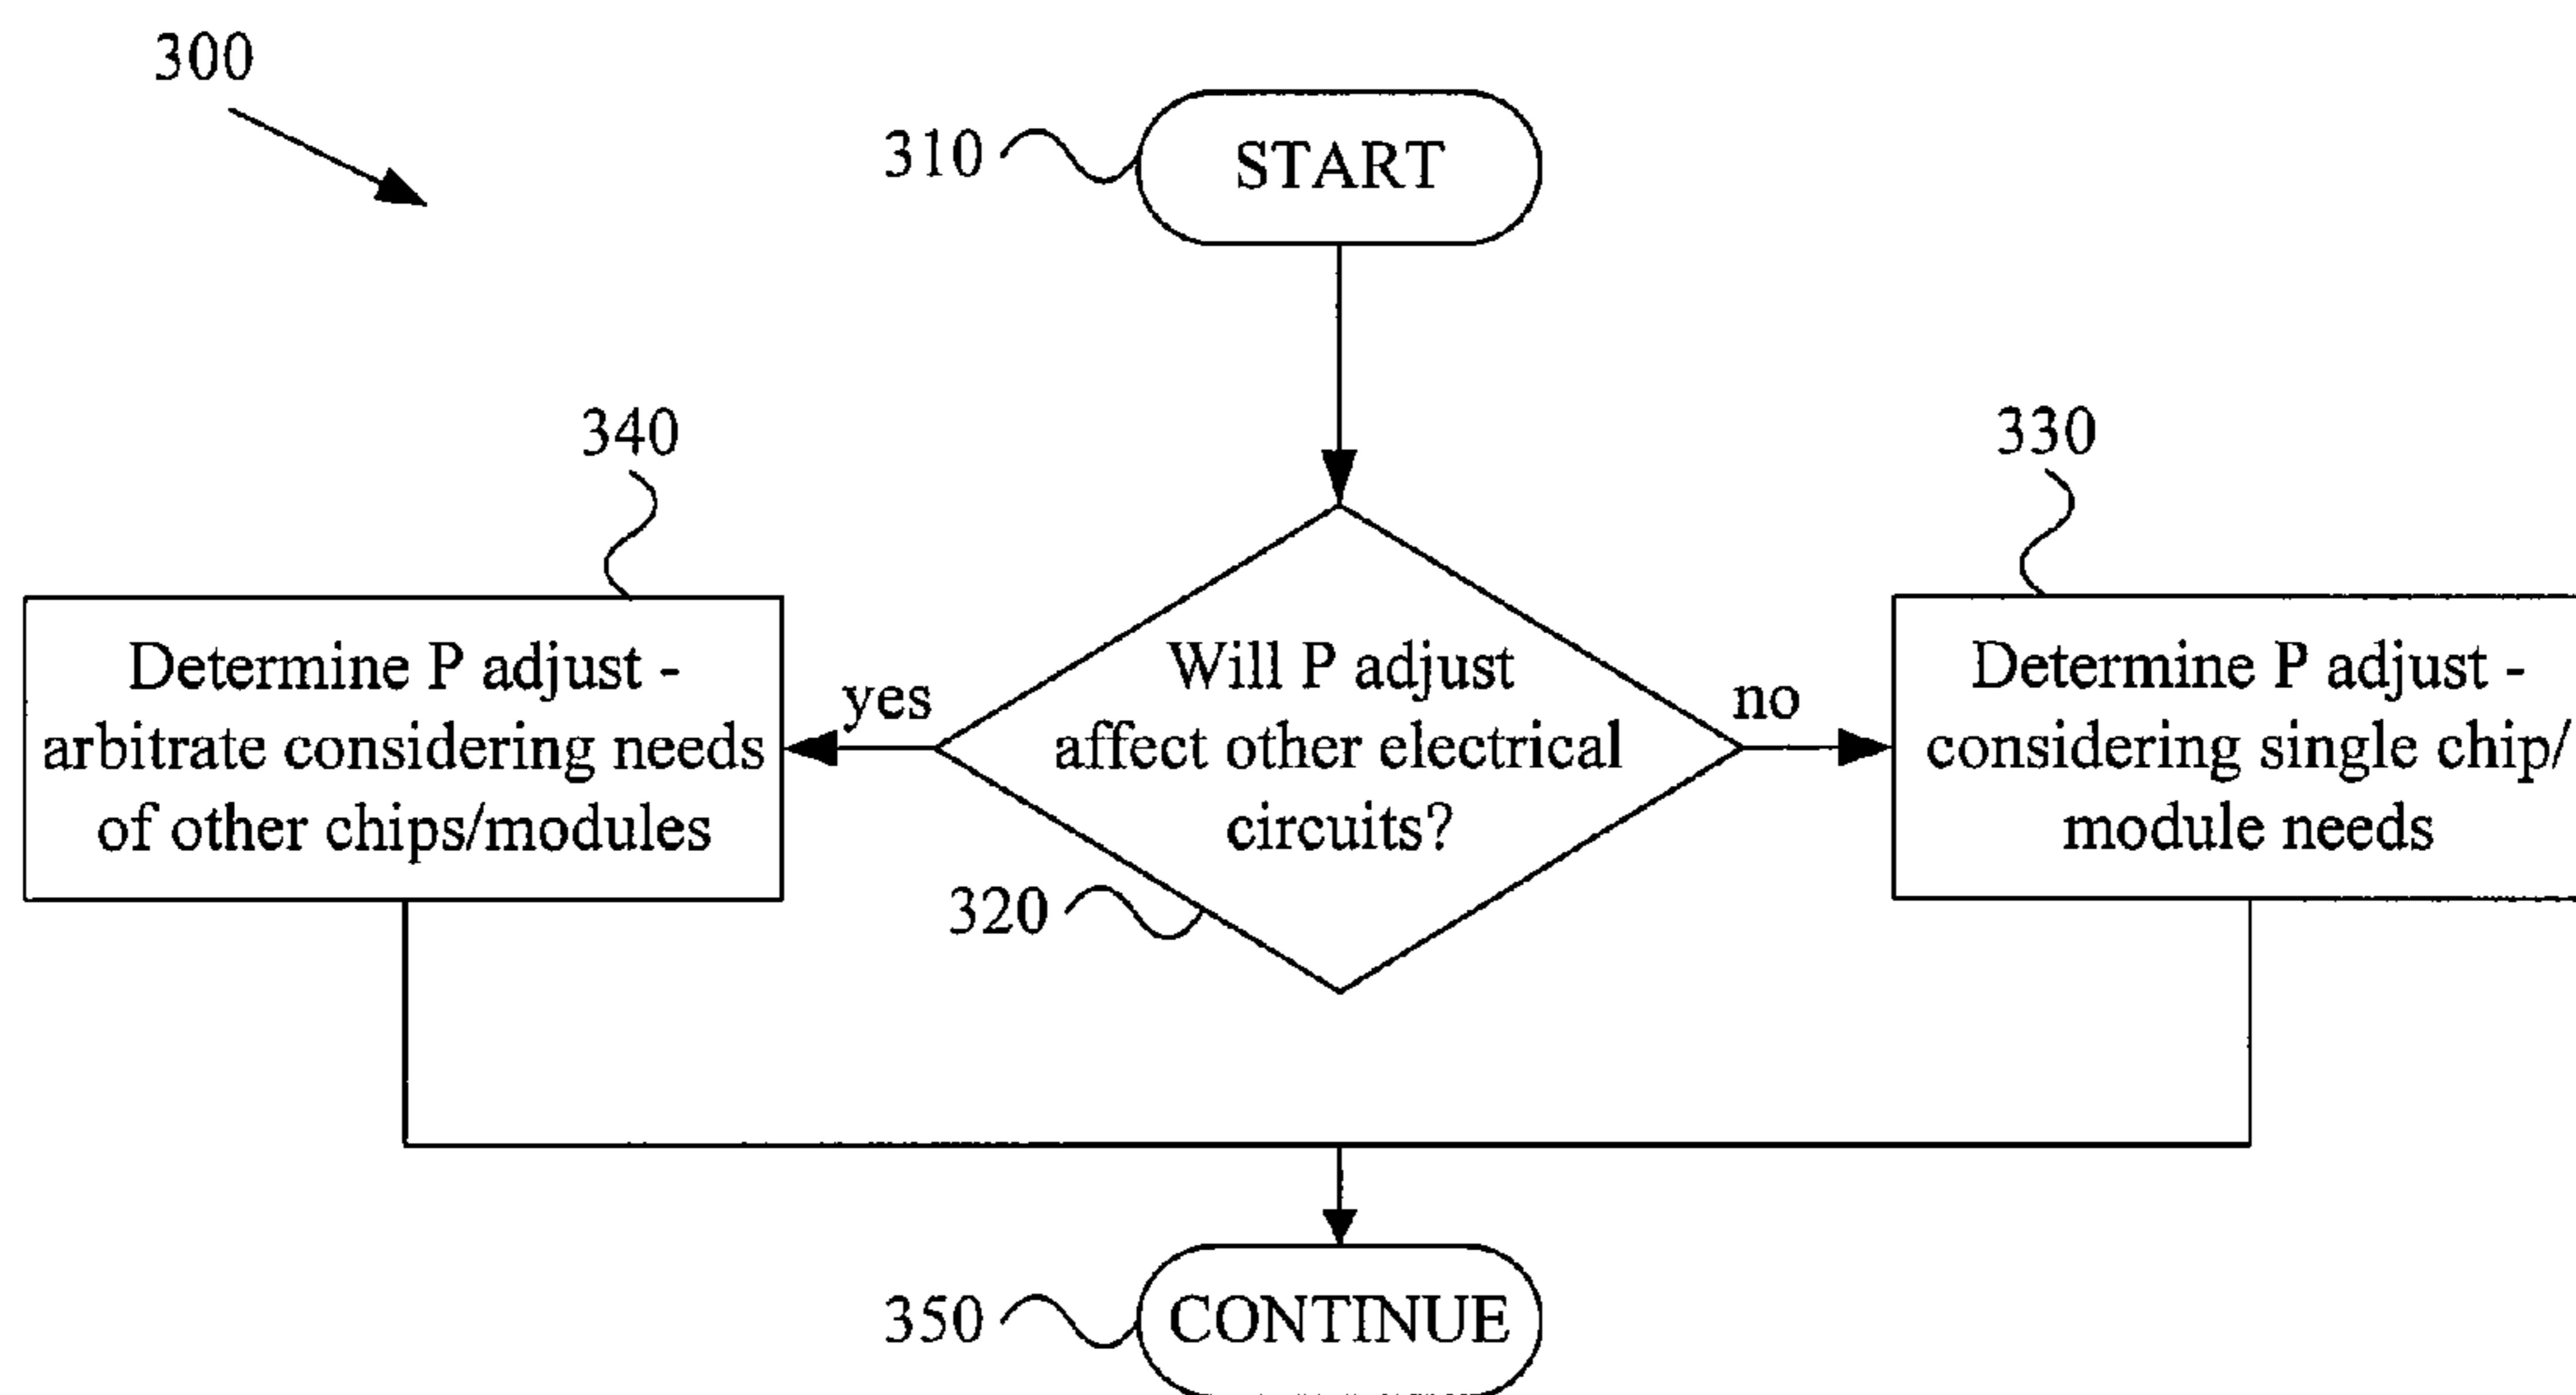 300
310
START
340
330
Determine P adjust -
arbitrate considering needs
of other chips/modules
yes
Will P adjust
affect other electrical
circuits?
no
Determine P adjust -
considering single chip/
module needs
320
350
CONTINUE